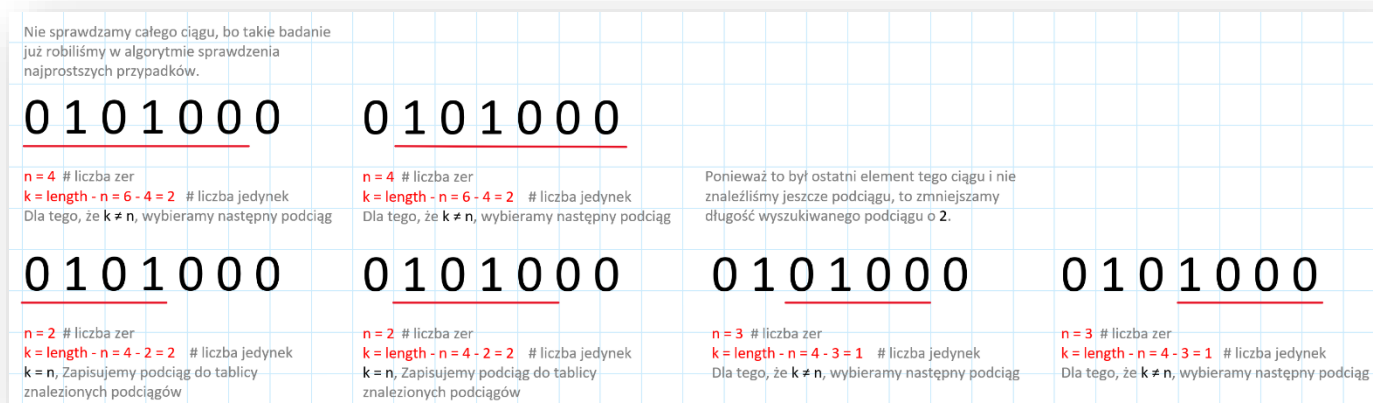 Nie sprawdzamy całego ciągu, bo takie badanie
już robiliśmy w algorytmie sprawdzenia
najprostszych przypadków.
0 1 0 1 0 0 0
n = 4 # liczba zer
k = length - n = 6 - 4 = 2 # liczba jedynek
Dla tego, że k ≠ n, wybieramy następny podciąg
0 1 0 1 0 0 0
n = 4 # liczba zer
k = length - n = 6 - 4 = 2 # liczba jedynek
Dla tego, że k ≠ n, wybieramy następny podciąg
Ponieważ to był ostatni element tego ciągu i nie
znaleźliśmy jeszcze podciągu, to zmniejszamy
długość wyszukiwanego podciągu o 2.
0 1 0 1 0 0 0
n = 2 # liczba zer
k = length - n = 4 - 2 = 2 # liczba jedynek
k = n, Zapisujemy podciąg do tablicy
znalezionych podciągów
0 1 0 1 0 0 0
n = 2 # liczba zer
k = length - n = 4 - 2 = 2 # liczba jedynek
k = n, Zapisujemy podciąg do tablicy
znalezionych podciągów
0 1 0 1 0 0 0
n = 3 # liczba zer
k = length - n = 4 - 3 = 1 # liczba jedynek
Dla tego, że k ≠ n, wybieramy następny podciąg
0 1 0 1 0 0 0
n = 3 # liczba zer
k = length - n = 4 - 3 = 1 # liczba jedynek
Dla tego, że k ≠ n, wybieramy następny podciąg